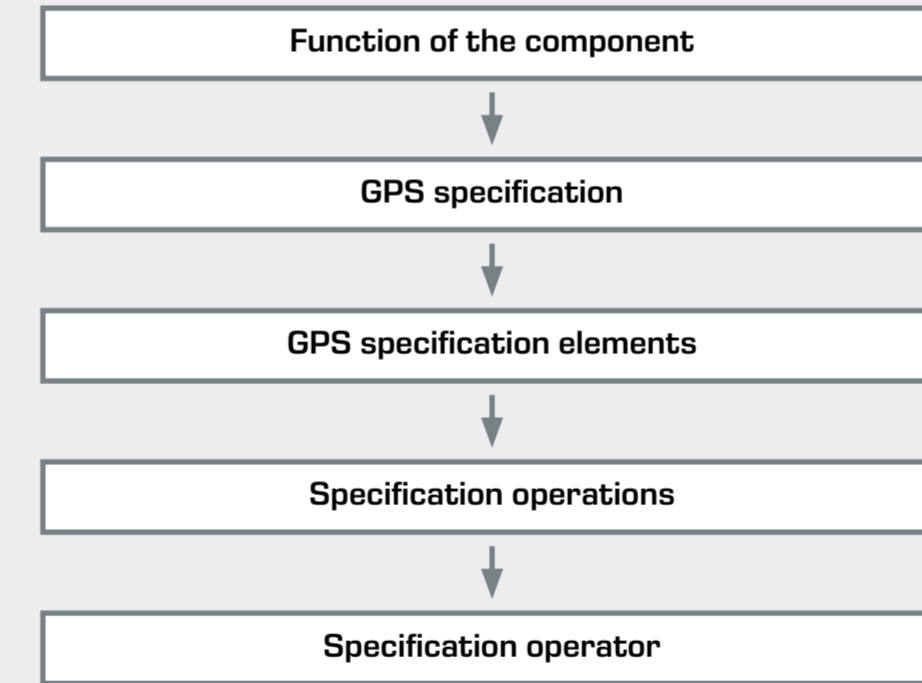 Function of the component
GPS specification
GPS specification elements
Specification operations
Specification operator